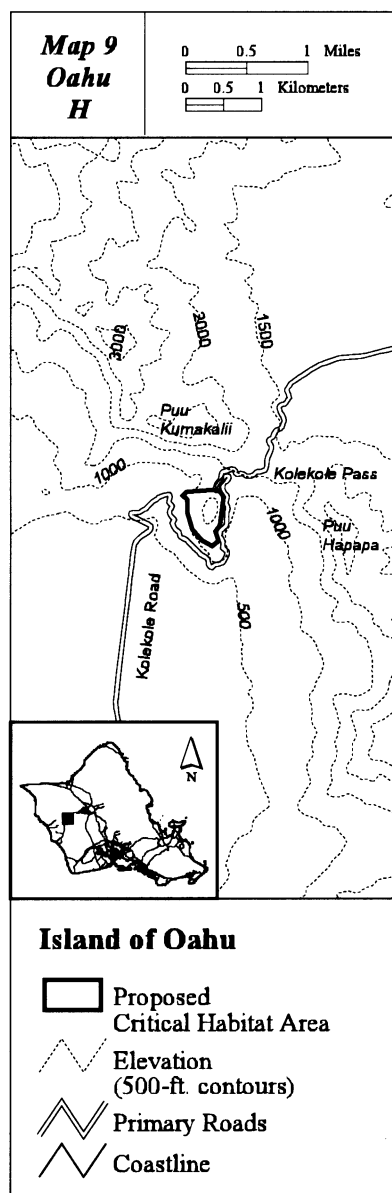 Map 9
Oahu
H
0 0.5 1 Miles
0 0.5 1 Kilometers
3000
2000
1500
Puu
Kumakalii
1000
Kolekole Pass
1000
Puu
Hapapa
Kolekole Road
500
N
Island of Oahu
Proposed
Critical Habitat Area
Elevation
(500-ft. contours)
Primary Roads
Coastline